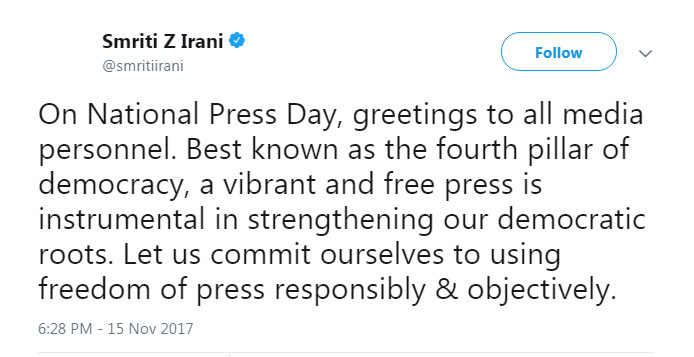 Smriti Z Irani
@smritiirani
Follow
On National Press Day, greetings to all media
personnel. Best known as the fourth pillar of
democracy, a vibrant and free press is
instrumental in strengthening our democratic
roots. Let us commit ourselves to using
freedom of press responsibly & objectively.
6:28 PM - 15 Nov 2017